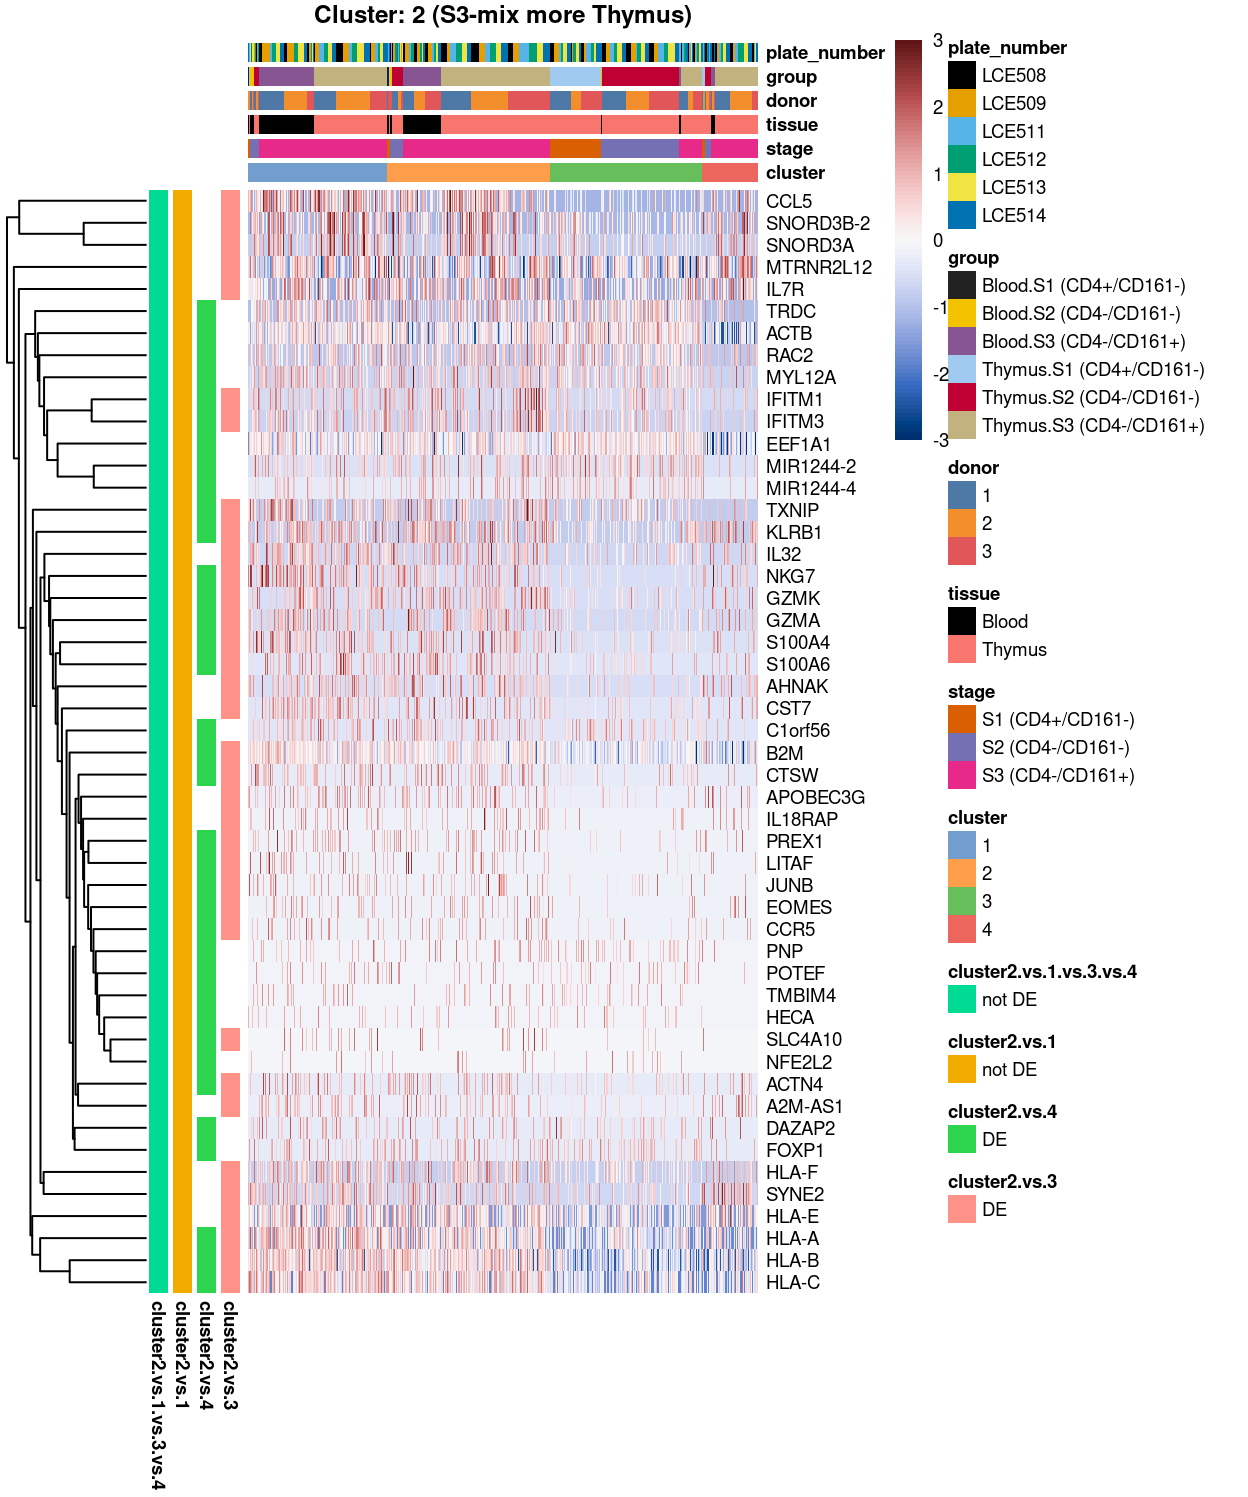 Cluster: 2 (S3-mix more Thymus)
plate_number
group
donor
tissue
stage
cluster
CCL5
SNORD3B-2
SNORD3A
MTRNR2L12
IL7R
TRDC
ACTB
RAC2
MYL12A
IFITM1
IFITM3
EEF1A1
MIR1244-2
MIR1244-4
TXNIP
KLRB1
IL32
NKG7
GZMK
GZMA
S100A4
S100A6
AHNAK
CST7
C1orf56
B2M
CTSW
APOBEC3G
IL18RAP
PREX1
LITAF
JUNB
EOMES
CCR5
PNP
POTEF
TMBIM4
HECA
SLC4A10
NFE2L2
ACTN4
A2M-AS1
DAZAP2
FOXP1
HLA-F
SYNE2
HLA-E
HLA-A
HLA-B
HLA-C
cluster2.vs.1.vs.3.vs.4
cluster2.vs.1
cluster2.vs.4
cluster2.vs.3
3
2
1
0
-1
-2
-3
plate_number
LCE508
LCE509
LCE511
LCE512
LCE513
LCE514
group
Blood.S1 (CD4+/CD161-)
Blood.S2 (CD4-/CD161-)
Blood.S3 (CD4-/CD161+)
Thymus.S1 (CD4+/CD161-)
Thymus.S2 (CD4-/CD161-)
Thymus.S3 (CD4-/CD161+)
donor
1
2
3
tissue
Blood
Thymus
stage
S1 (CD4+/CD161-)
S2 (CD4-/CD161-)
S3 (CD4-/CD161+)
cluster
1
2
3
4
cluster2.vs.1.vs.3.vs.4
not DE
cluster2.vs.1
not DE
cluster2.vs.4
DE
cluster2.vs.3
DE